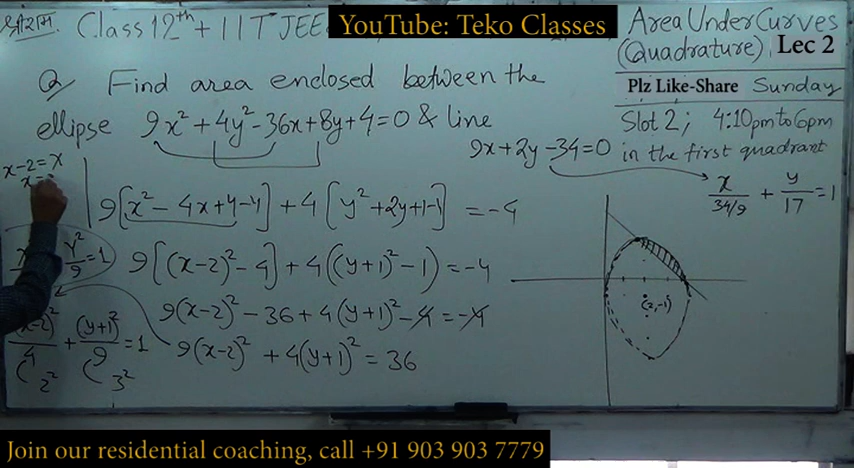 Class 12th + IIT JEE
YouTube: Teko Classes
Area Under Curves
(Quadrature), Lec 2
Plz Like-Share Sunday
Slot 2; 4:10pm to 6pm
Q Find area enclosed between the
ellipse 9x² + 4y² - 36x + 8y + 4 = 0 & line
9x + 2y - 34 = 0 in the first quadrant
x/(34/9) + y/17 = 1
x - 2 = X
9[x² - 4x + 4 - 4] + 4[y² + 2y + 1 - 1] = -4
Y²/9 = 1
9[(x-2)² - 4] + 4((y+1)² - 1) = -4
9(x-2)² - 36 + 4(y+1)² - 4 = -4
(x-2)²/4 + (y+1)²/9 = 1
2² 3²
9(x-2)² + 4(y+1)² = 36
(2,-1)
Join our residential coaching, call +91 903 903 7779